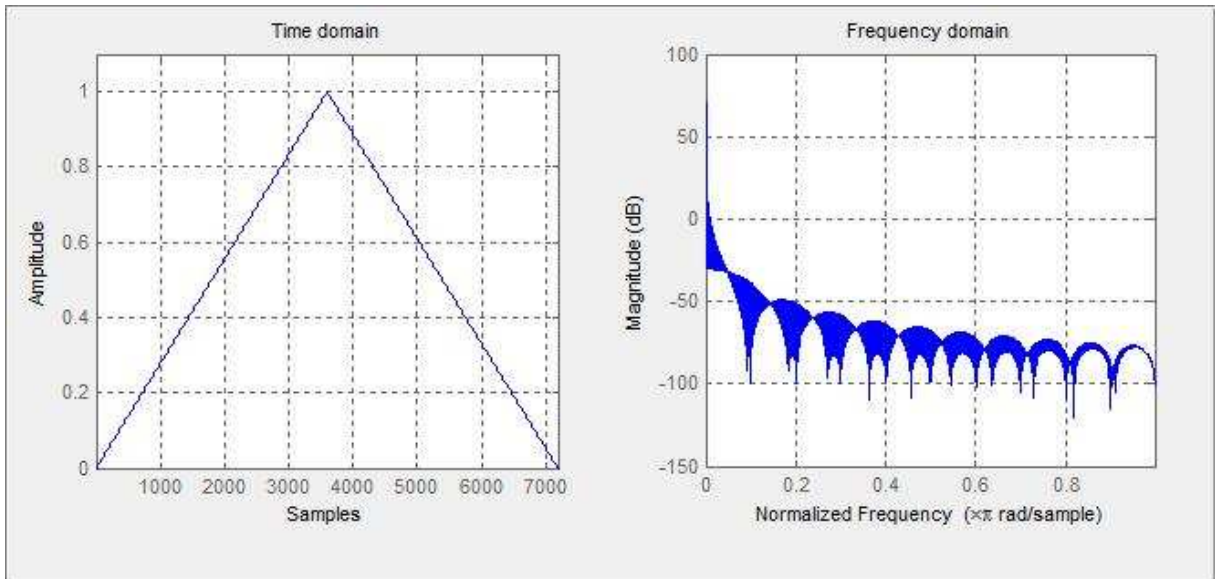 Time domain
1
0.8
0.6
0.4
0.2
0
Amplitude
1000 2000 3000 4000 5000 6000 7000
Samples
Frequency domain
100
50
0
-50
-100
-150
Magnitude (dB)
0 0.2 0.4 0.6 0.8
Normalized Frequency (×π rad/sample)